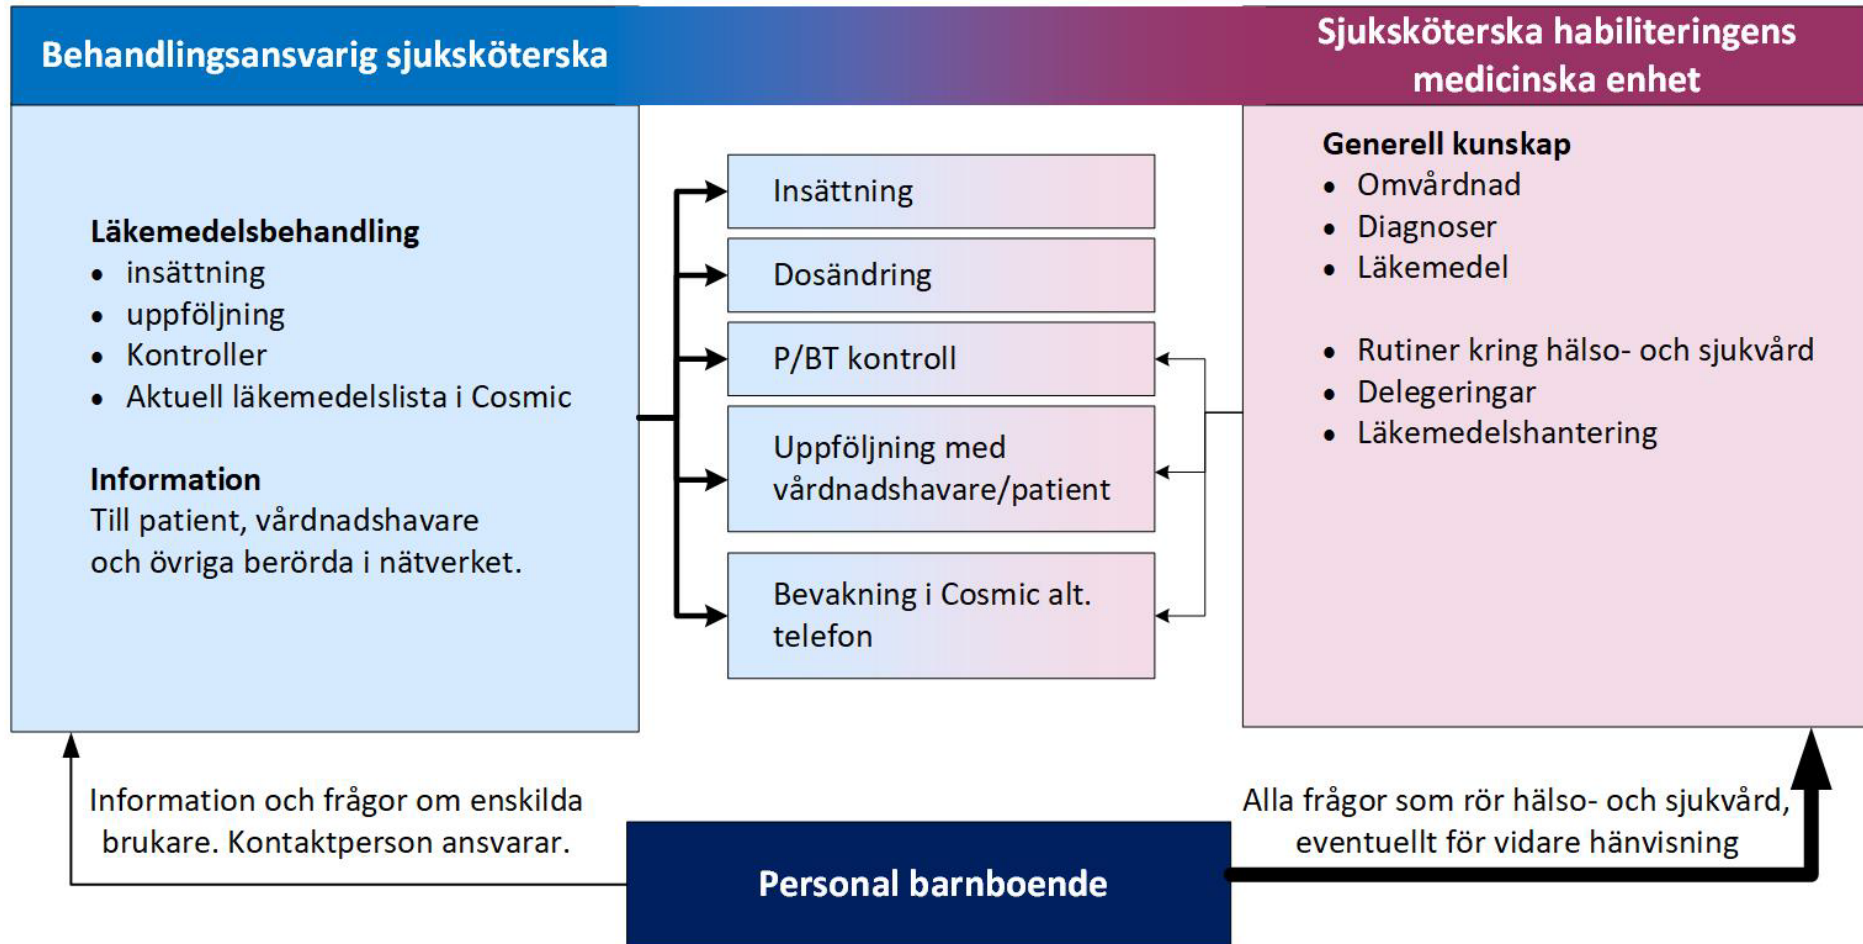 Behandlingsansvarig sjuksköterska
Sjuksköterska habiliteringens
medicinska enhet
Läkemedelsbehandling
• insättning
• uppföljning
• Kontroller
• Aktuell läkemedelslista i Cosmic
Information
Till patient, vårdnadshavare
och övriga berörda i nätverket.
Insättning
Dosändring
P/BT kontroll
Uppföljning med
vårdnadshavare/patient
Bevakning i Cosmic alt.
telefon
Generell kunskap
• Omvårdnad
• Diagnoser
• Läkemedel
• Rutiner kring hälso- och sjukvård
• Delegeringar
• Läkemedelshantering
Information och frågor om enskilda
brukare. Kontaktperson ansvarar.
Personal barnboende
Alla frågor som rör hälso- och sjukvård,
eventuellt för vidare hänvisning